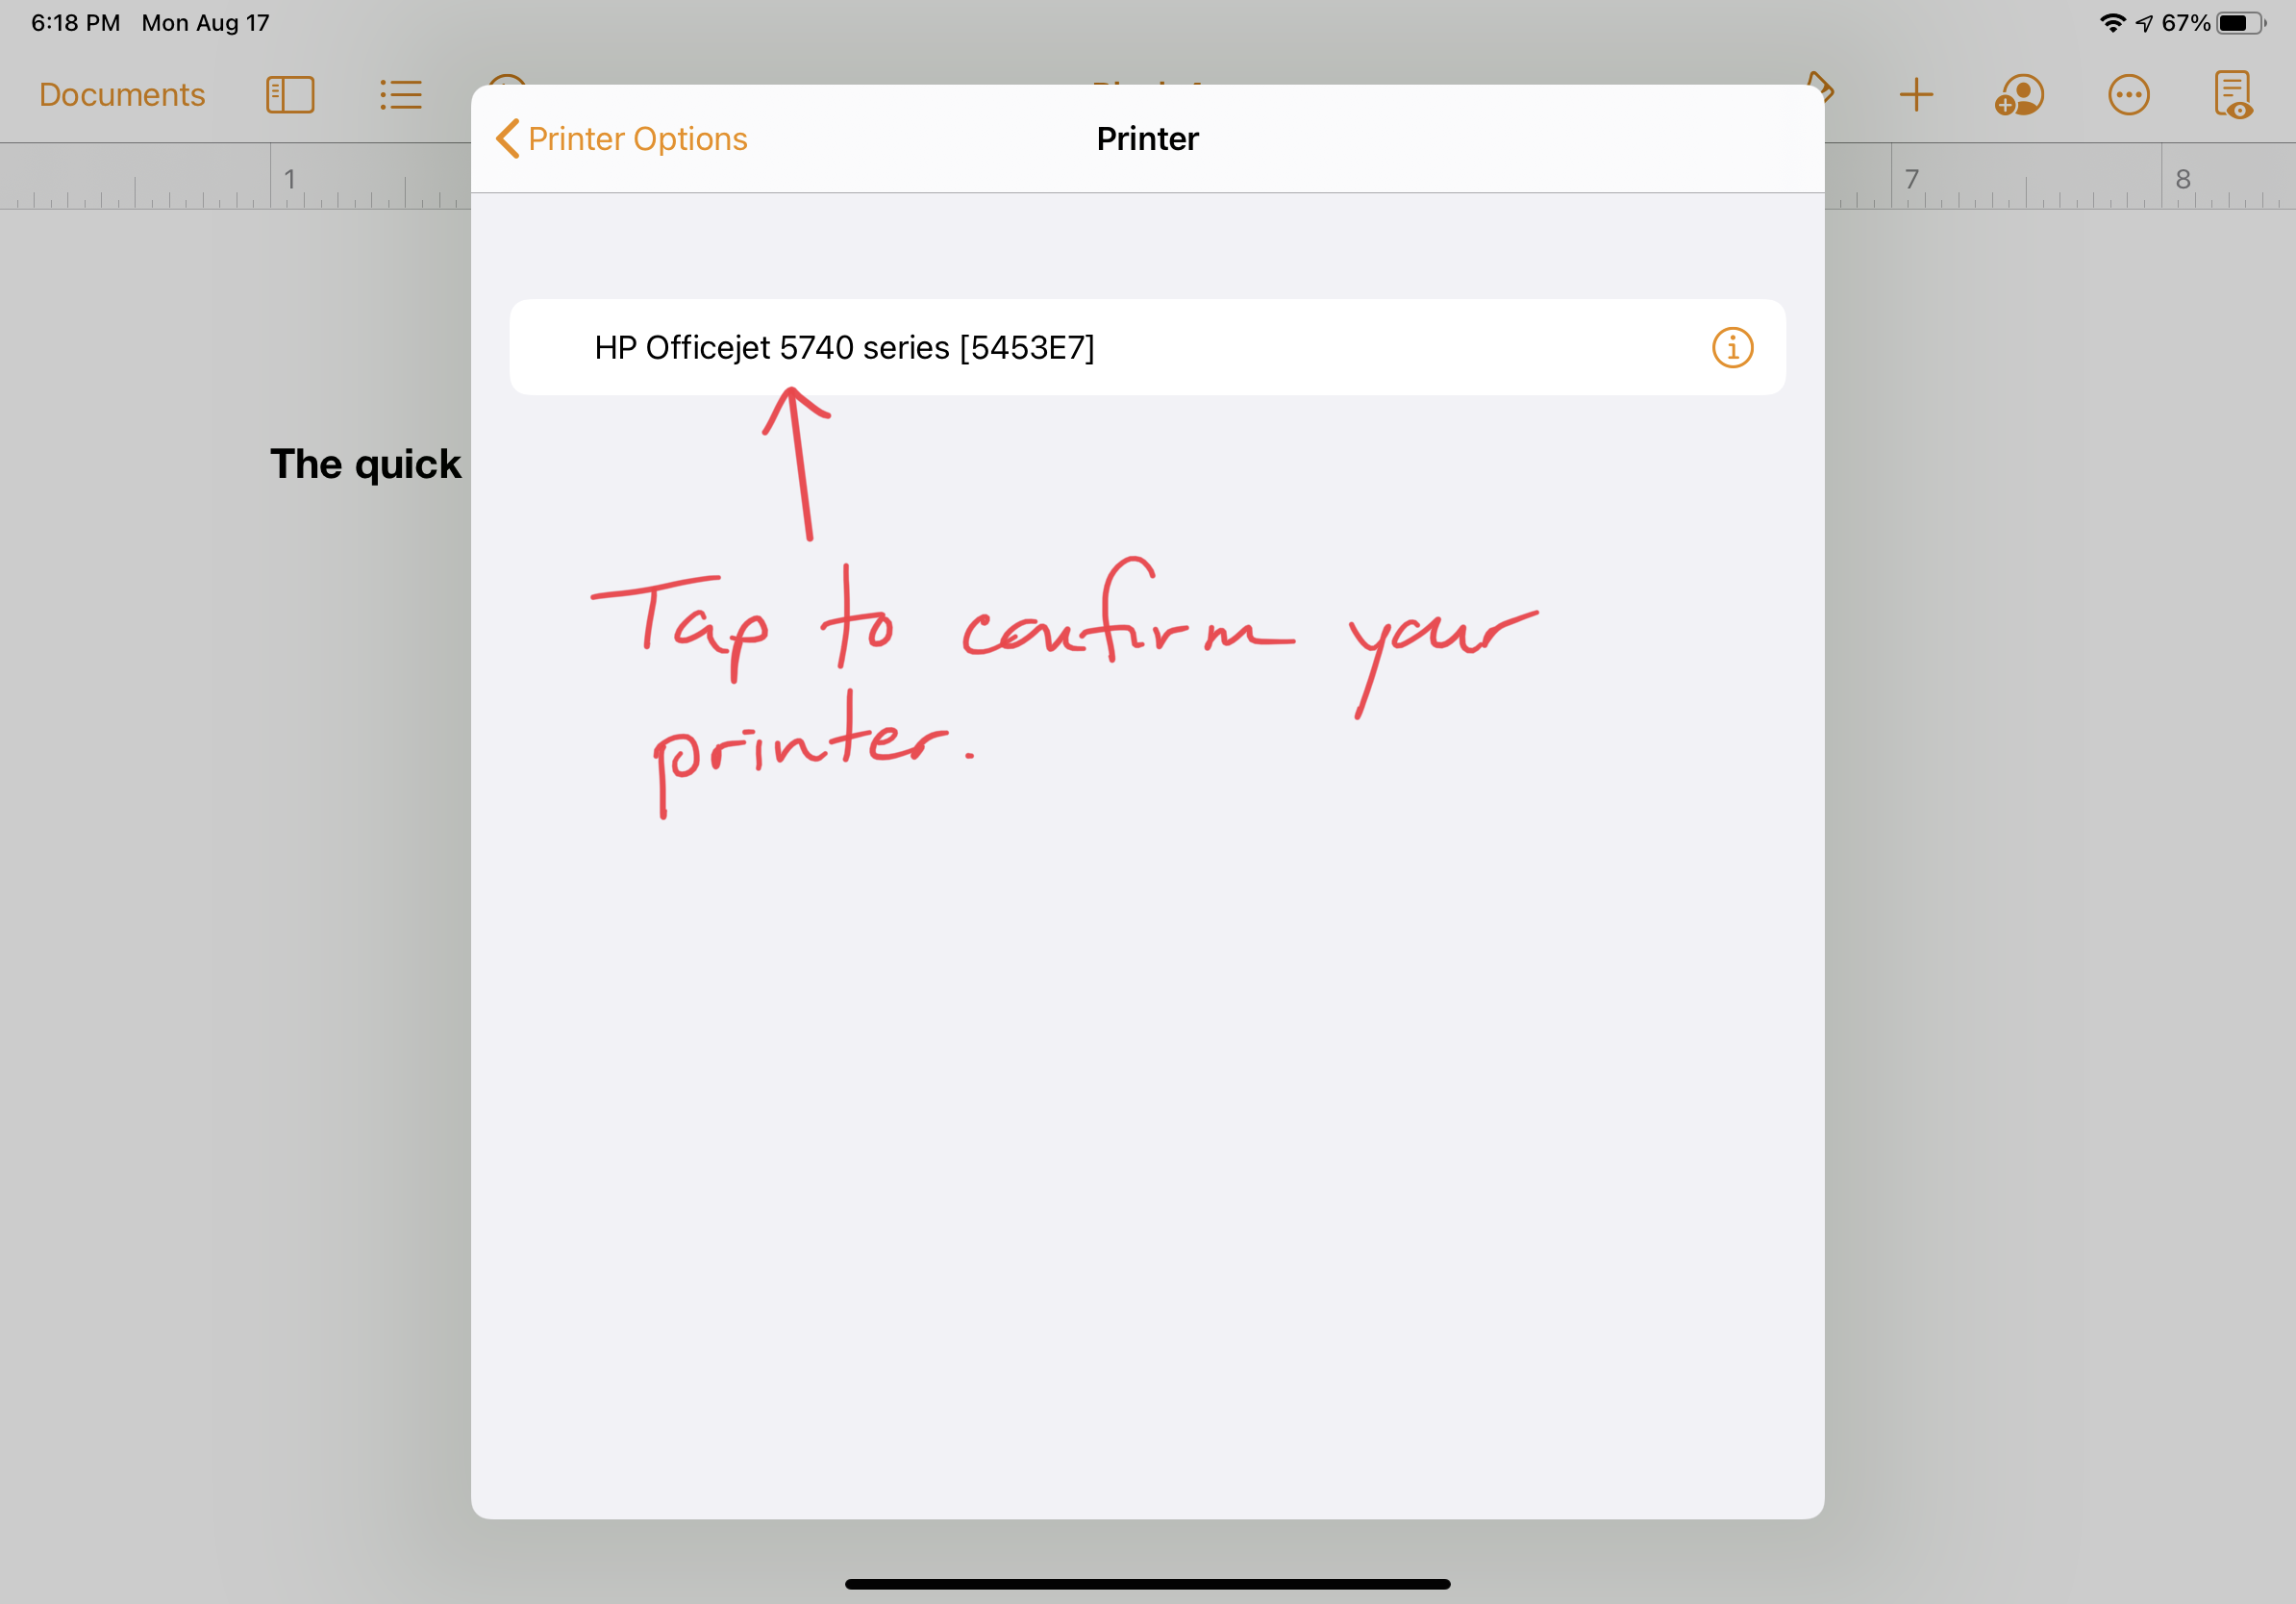 6:18 PM Mon Aug 17 67%
Documents
Printer Options Printer
1 7 8
HP Officejet 5740 series [5453E7]
The quick
Tap to confirm your
printer.